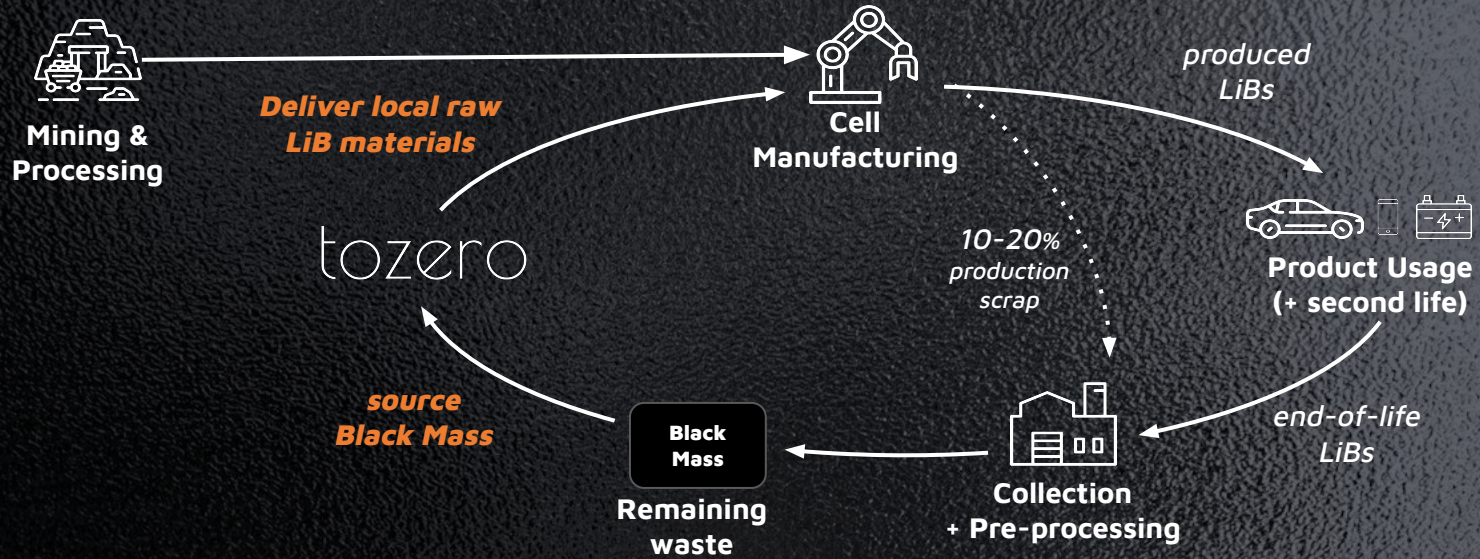 Mining &
Processing
Deliver local raw
LiB materials
Cell
Manufacturing
produced
LiBs
tozero
10-20%
production
scrap
Product Usage
(+ second life)
source
Black Mass
Black
Mass
Remaining
waste
Collection
+ Pre-processing
end-of-life
LiBs